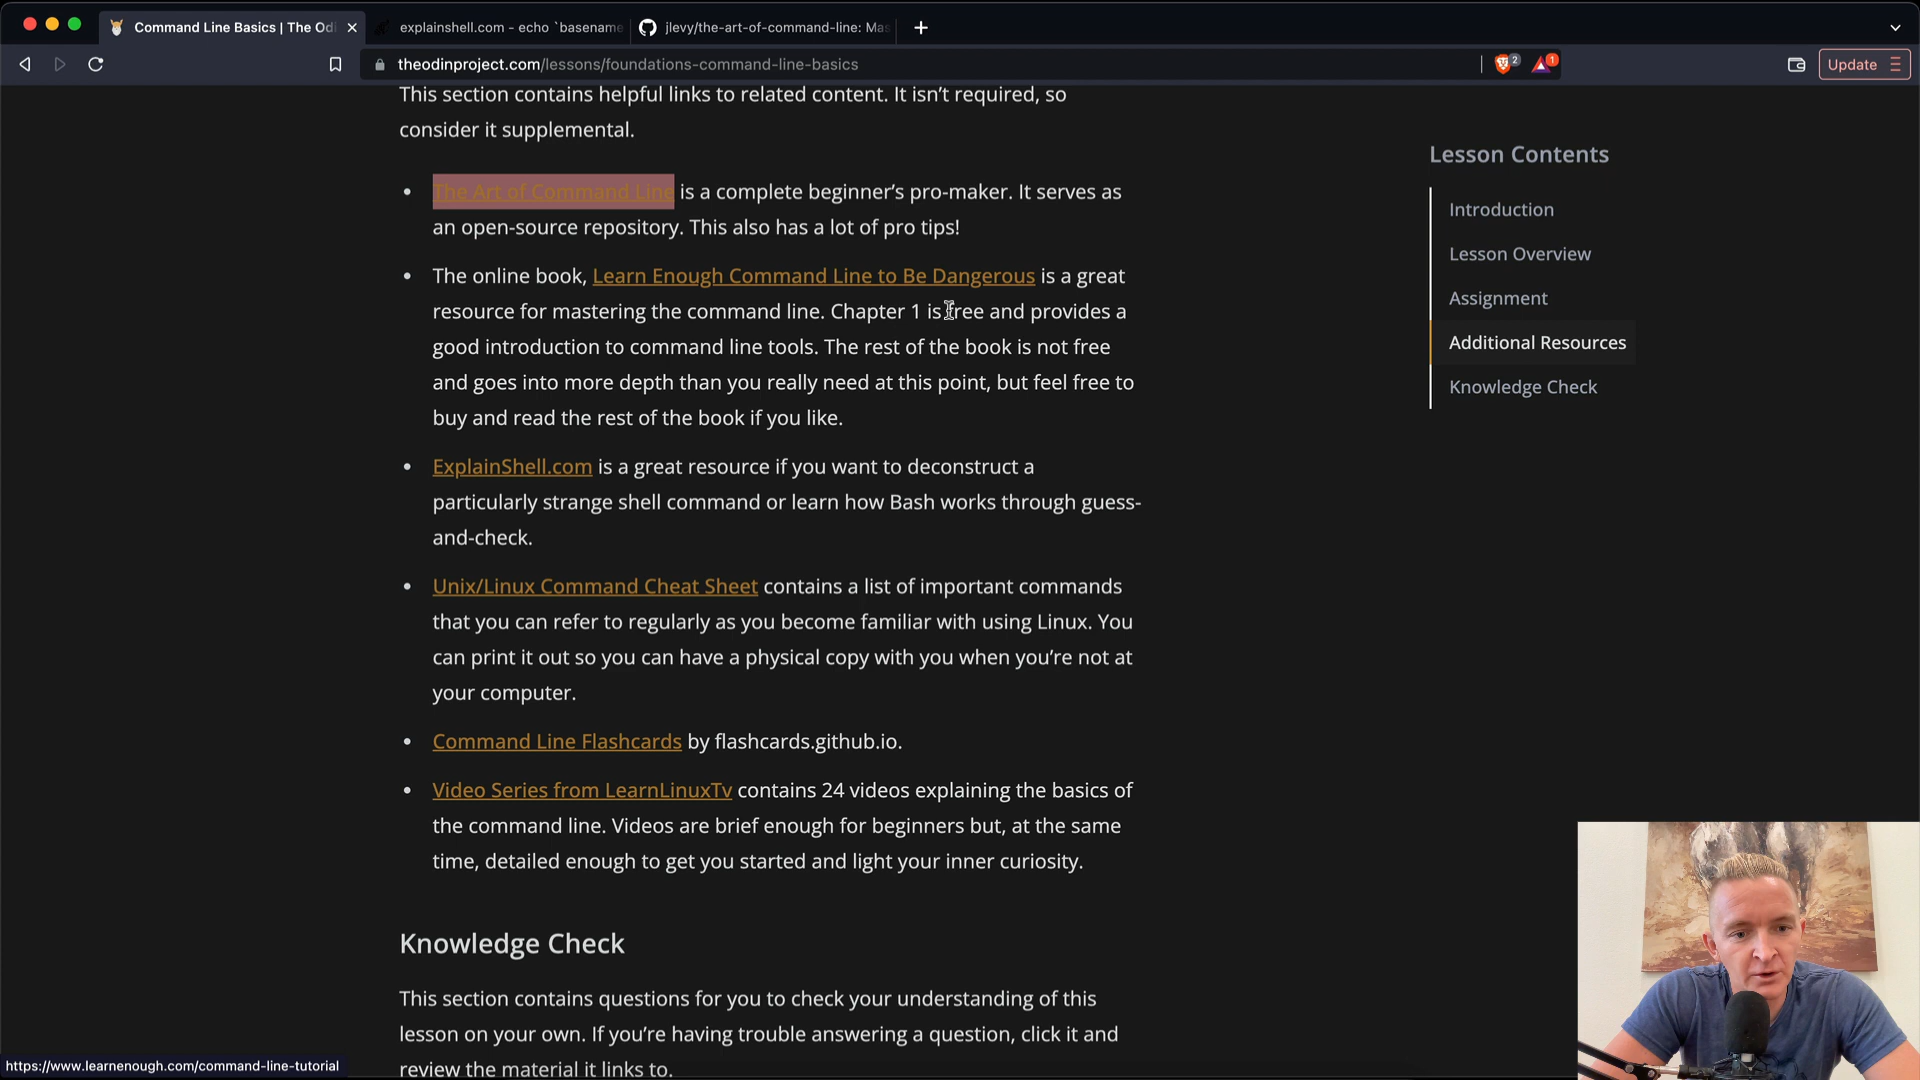 Command Line Basics | The Od
explainshell.com - echo `basename
jlevy/the-art-of-command-line: Mas
theodinproject.com/lessons/foundations-command-line-basics
2
1
Update
This section contains helpful links to related content. It isn’t required, so
consider it supplemental.
The Art of Command Line is a complete beginner’s pro-maker. It serves as
an open-source repository. This also has a lot of pro tips!
The online book, Learn Enough Command Line to Be Dangerous is a great
resource for mastering the command line. Chapter 1 is free and provides a
good introduction to command line tools. The rest of the book is not free
and goes into more depth than you really need at this point, but feel free to
buy and read the rest of the book if you like.
ExplainShell.com is a great resource if you want to deconstruct a
particularly strange shell command or learn how Bash works through guess-
and-check.
Unix/Linux Command Cheat Sheet contains a list of important commands
that you can refer to regularly as you become familiar with using Linux. You
can print it out so you can have a physical copy with you when you’re not at
your computer.
Command Line Flashcards by flashcards.github.io.
Video Series from LearnLinuxTv contains 24 videos explaining the basics of
the command line. Videos are brief enough for beginners but, at the same
time, detailed enough to get you started and light your inner curiosity.
Knowledge Check
This section contains questions for you to check your understanding of this
lesson on your own. If you’re having trouble answering a question, click it and
review the material it links to.
Lesson Contents
Introduction
Lesson Overview
Assignment
Additional Resources
Knowledge Check
https://www.learnenough.com/command-line-tutorial